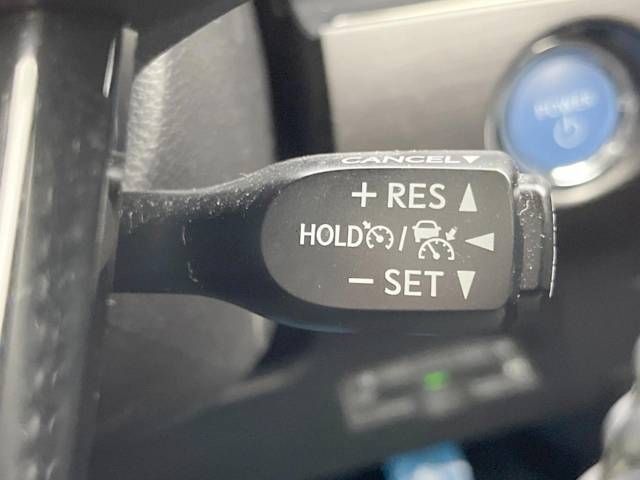 CANCEL▼
+ RES ▲
HOLD / ◀
− SET ▼
POWER